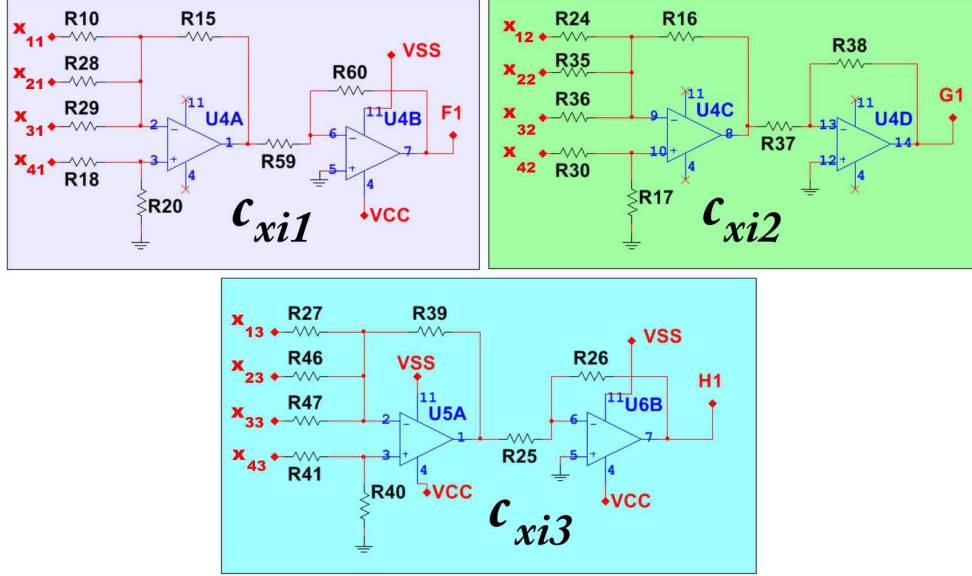 x11 R10 R15 VSS
x21 R28 R60
x31 R29 11 U4A 11 U4B F1
2 − 1 R59 6 − 7
x41 R18 3 + 4 5 + 4
R20 VCC
cxi1
x12 R24 R16 R38
x22 R35 G1
x32 R36 11 U4C 11 U4D
9 − 8 R37 13 − 14
x42 R30 10 + 4 12 + 4
R17
cxi2
x13 R27 R39 VSS
x23 R46 VSS R26 H1
x33 R47 11 U5A 11 U6B
2 − 1 R25 6 − 7
x43 R41 3 + 4 5 + 4
R40 VCC VCC
cxi3